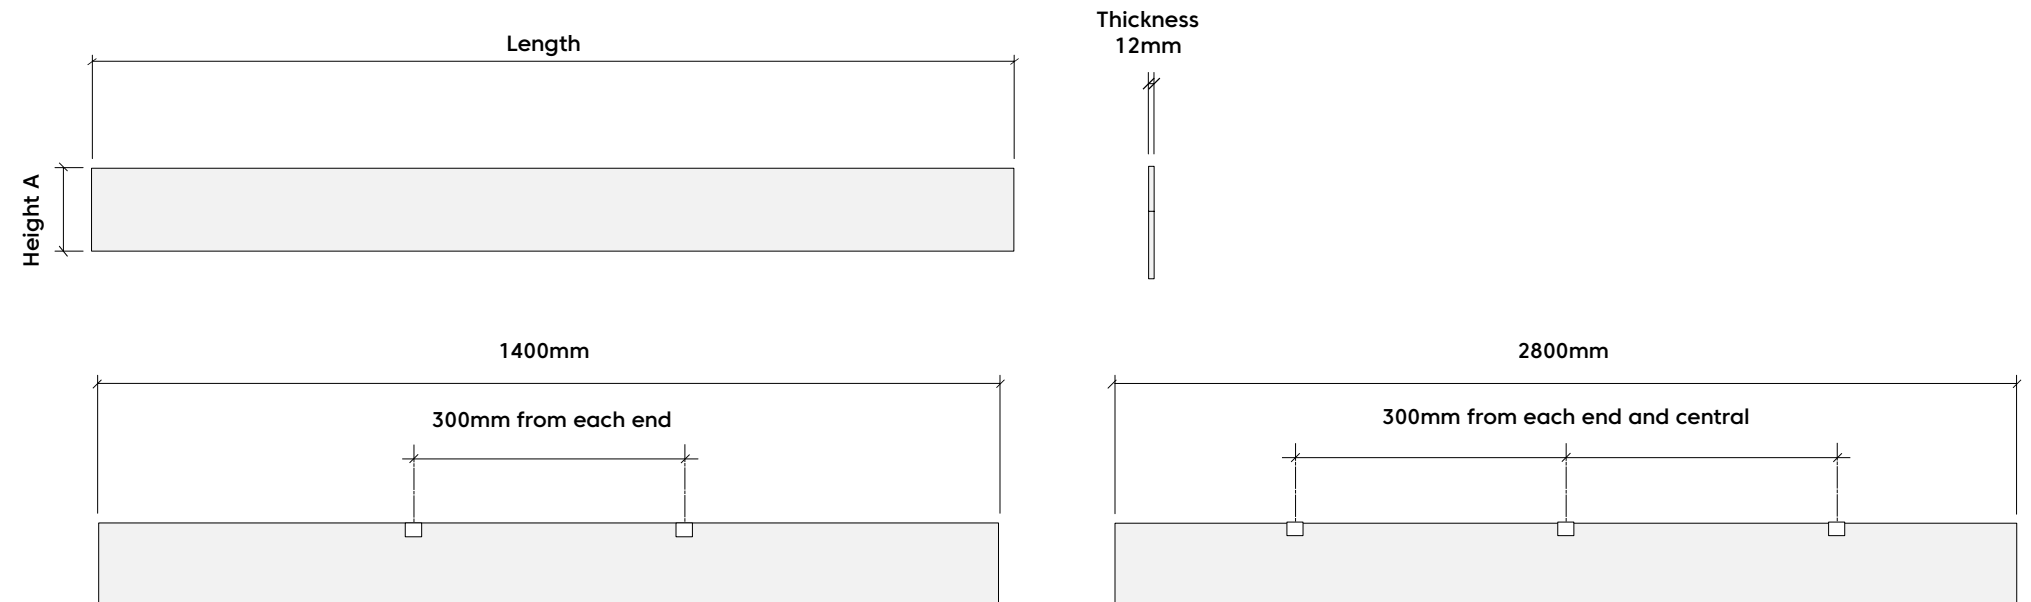 Thickness
12mm
Length
Height A
1400mm
2800mm
300mm from each end
300mm from each end and central